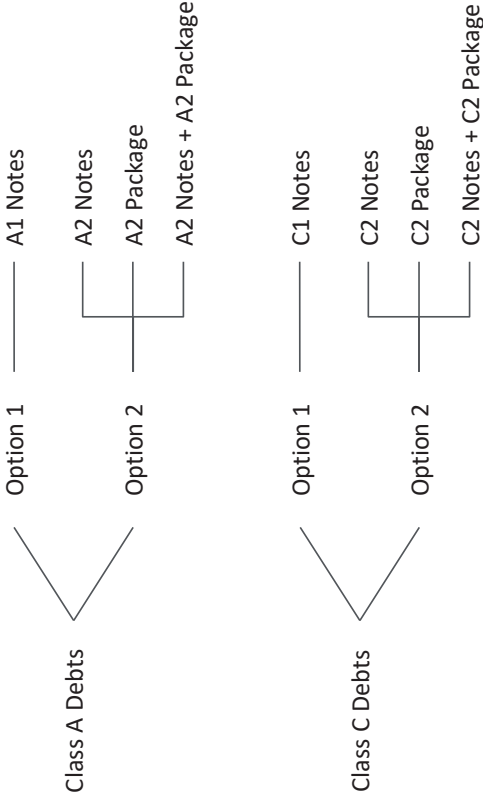 Class A Debts
Option 1
A1 Notes
Option 2
A2 Notes
A2 Package
A2 Notes + A2 Package
Class C Debts
Option 1
C1 Notes
Option 2
C2 Notes
C2 Package
C2 Notes + C2 Package